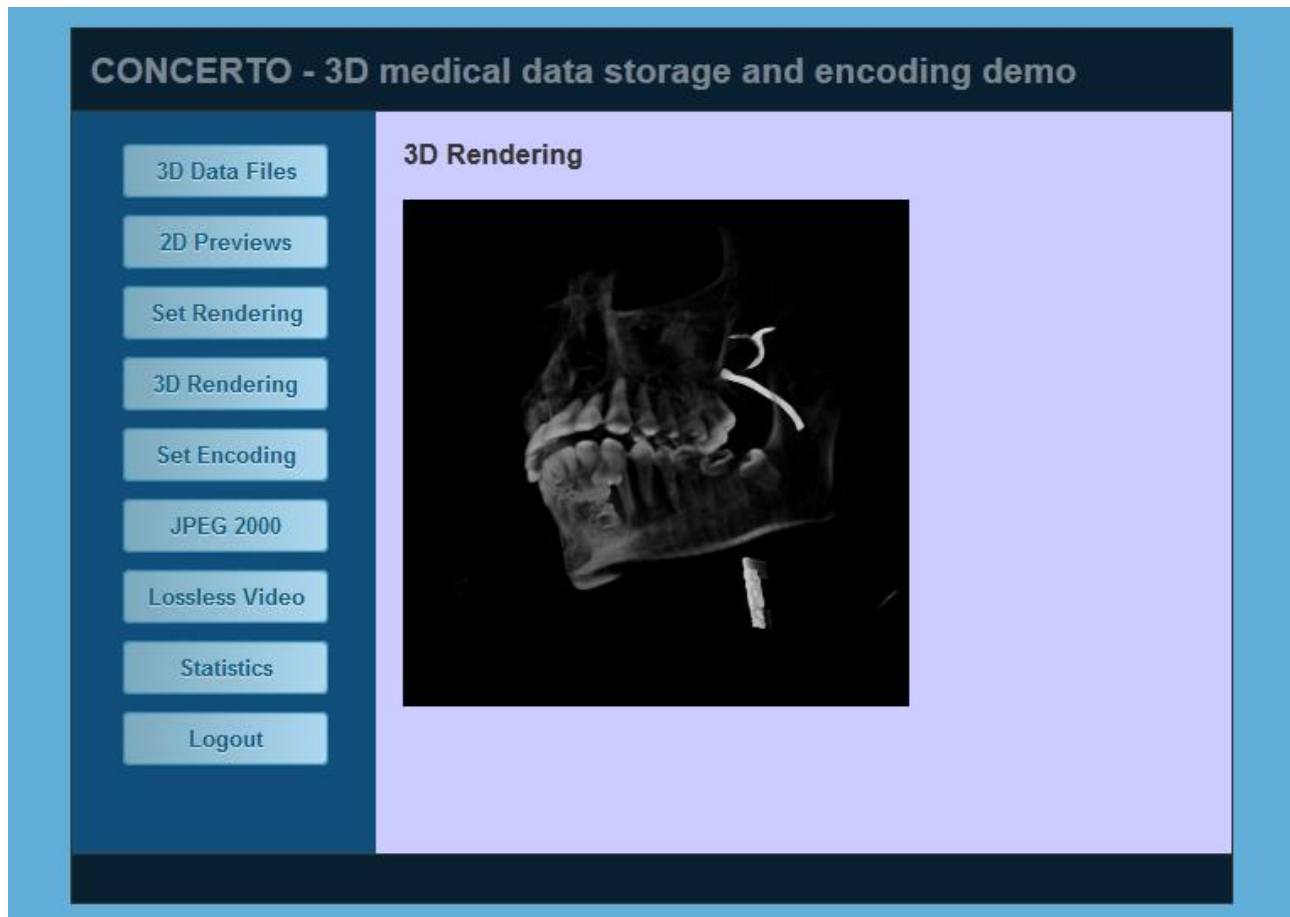 CONCERTO - 3D medical data storage and encoding demo
3D Data Files
2D Previews
Set Rendering
3D Rendering
Set Encoding
JPEG 2000
Lossless Video
Statistics
Logout
3D Rendering